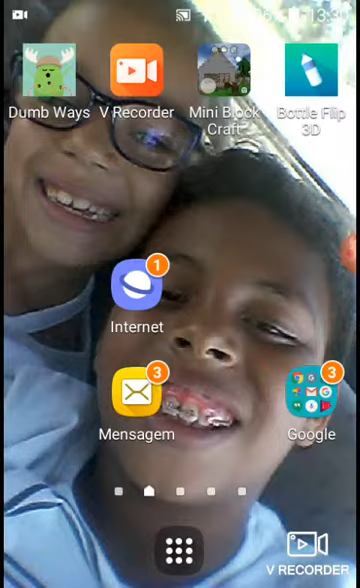 Dumb Ways
V Recorder
Mini Block
Craft
Bottle Flip
3D
1
Internet
3
Mensagem
3
Google
V RECORDER